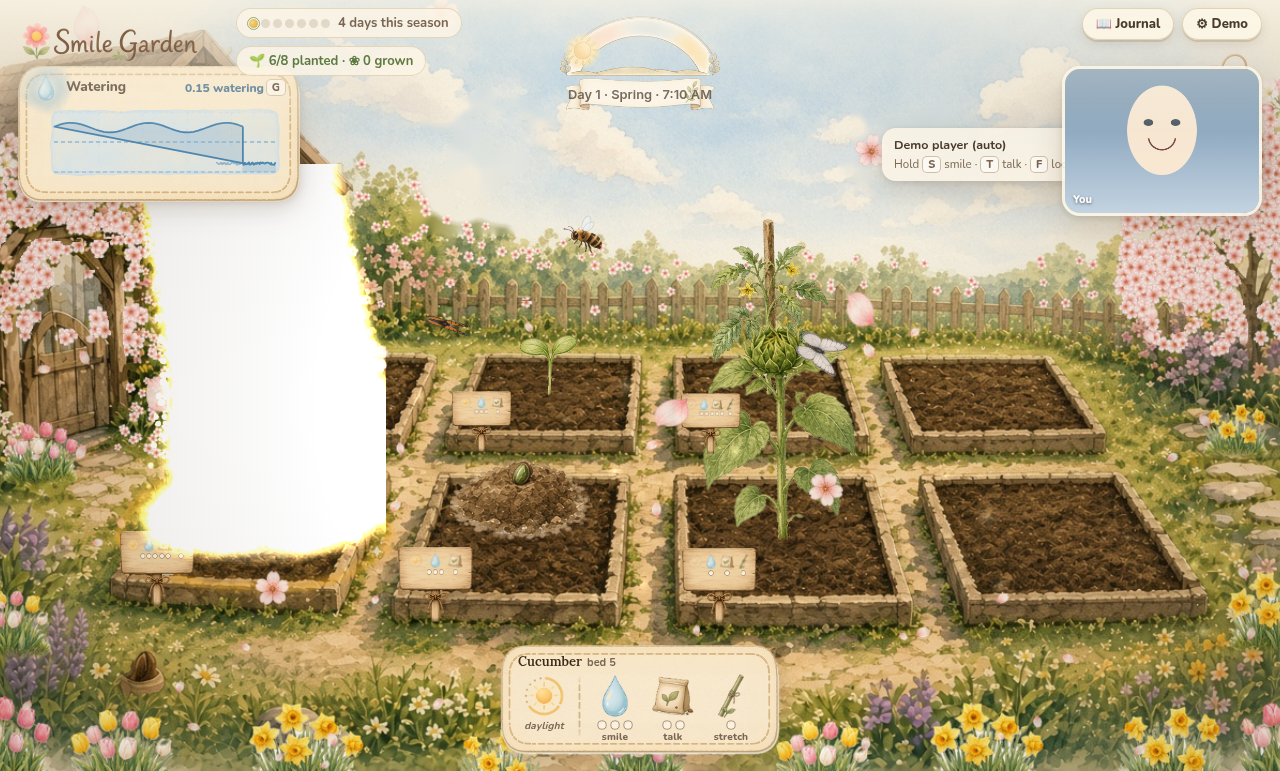 Smile Garden
4 days this season
6/8 planted · 0 grown
Watering
0.15 watering G
Day 1 · Spring · 7:10 AM
Journal
Demo
Demo player (auto)
Hold S smile · T talk · F lo
You
Cucumber bed 5
daylight
smile
talk
stretch